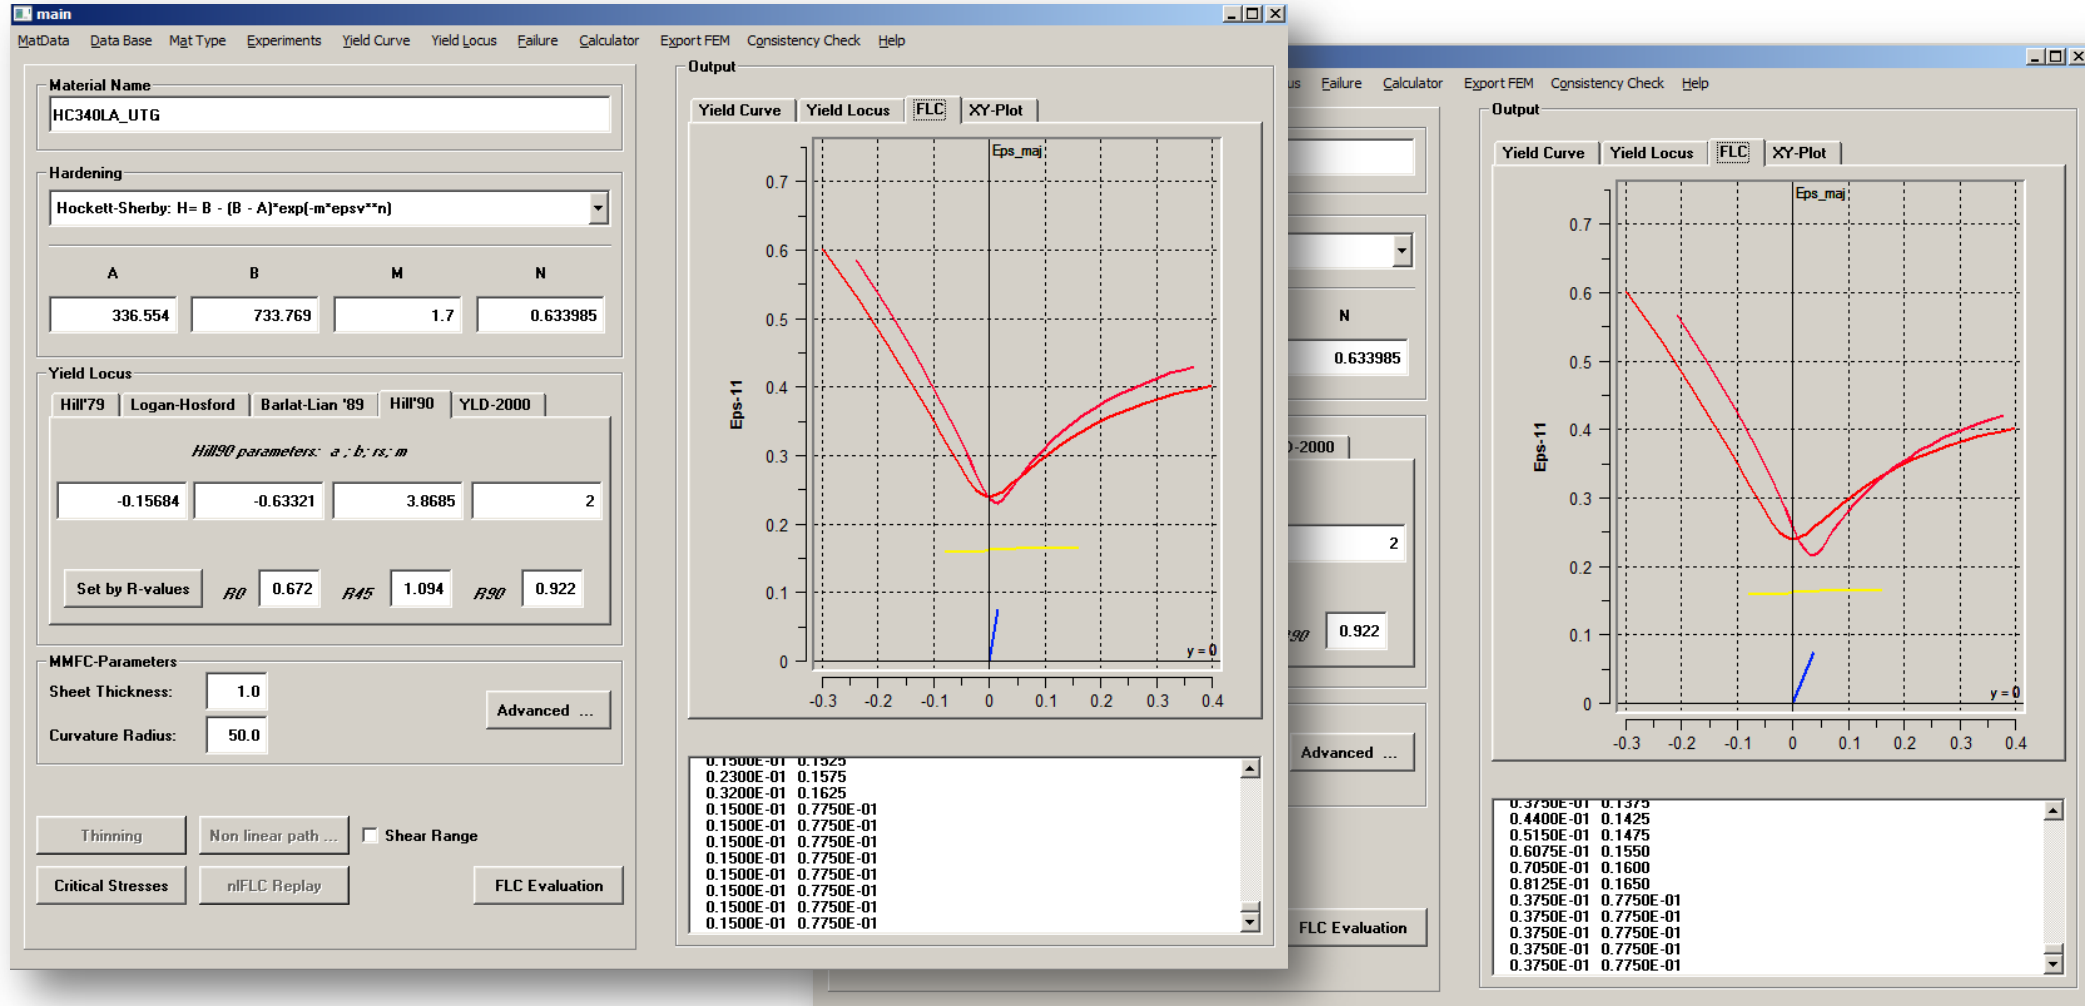 main
MatData Data Base Mat Type Experiments Yield Curve Yield Locus Failure Calculator Export FEM Consistency Check Help
Material Name
HC340LA_UTG
Hardening
Hockett-Sherby: H= B - (B - A)*exp(-m*epsv**n)
A B M N
336.554 733.769 1.7 0.633985
Yield Locus
Hill'79 Logan-Hosford Barlat-Lian '89 Hill'90 YLD-2000
Hill90 parameters: a ; b; rs; m
-0.15684 -0.63321 3.8685 2
Set by R-values R0 0.672 R45 1.094 R90 0.922
MMFC-Parameters
Sheet Thickness: 1.0
Curvature Radius: 50.0
Advanced ...
Thinning Non linear path ... Shear Range
Critical Stresses nlFLC Replay FLC Evaluation
Output
Yield Curve Yield Locus FLC XY-Plot
Eps_maj
0.7
0.6
0.5
0.4
0.3
0.2
0.1
0
Eps-11
y = 0
-0.3 -0.2 -0.1 0 0.1 0.2 0.3 0.4
0.1500E-01 0.1525
0.2300E-01 0.1575
0.3200E-01 0.1625
0.1500E-01 0.7750E-01
0.1500E-01 0.7750E-01
0.1500E-01 0.7750E-01
0.1500E-01 0.7750E-01
0.1500E-01 0.7750E-01
0.1500E-01 0.7750E-01
0.1500E-01 0.7750E-01
0.1500E-01 0.7750E-01
us Failure Calculator Export FEM Consistency Check Help
N
0.633985
-2000
2
90 0.922
Advanced ...
FLC Evaluation
Output
Yield Curve Yield Locus FLC XY-Plot
Eps_maj
0.7
0.6
0.5
0.4
0.3
0.2
0.1
0
Eps-11
y = 0
-0.3 -0.2 -0.1 0 0.1 0.2 0.3 0.4
0.3750E-01 0.1375
0.4400E-01 0.1425
0.5150E-01 0.1475
0.6075E-01 0.1550
0.7050E-01 0.1600
0.8125E-01 0.1650
0.3750E-01 0.7750E-01
0.3750E-01 0.7750E-01
0.3750E-01 0.7750E-01
0.3750E-01 0.7750E-01
0.3750E-01 0.7750E-01